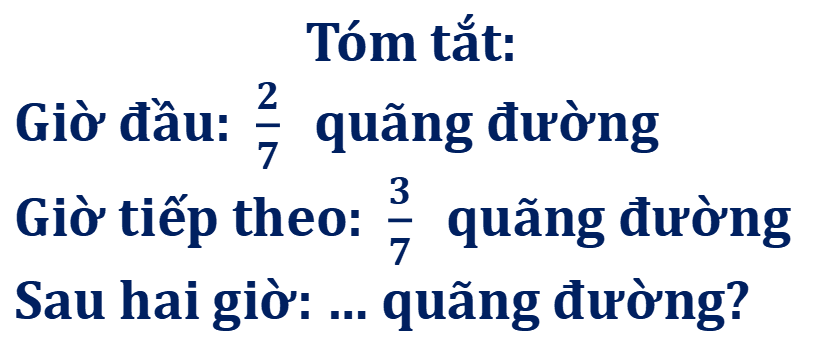 Tóm tắt:
Giờ đầu: 2/7 quãng đường
Giờ tiếp theo: 3/7 quãng đường
Sau hai giờ: ... quãng đường?